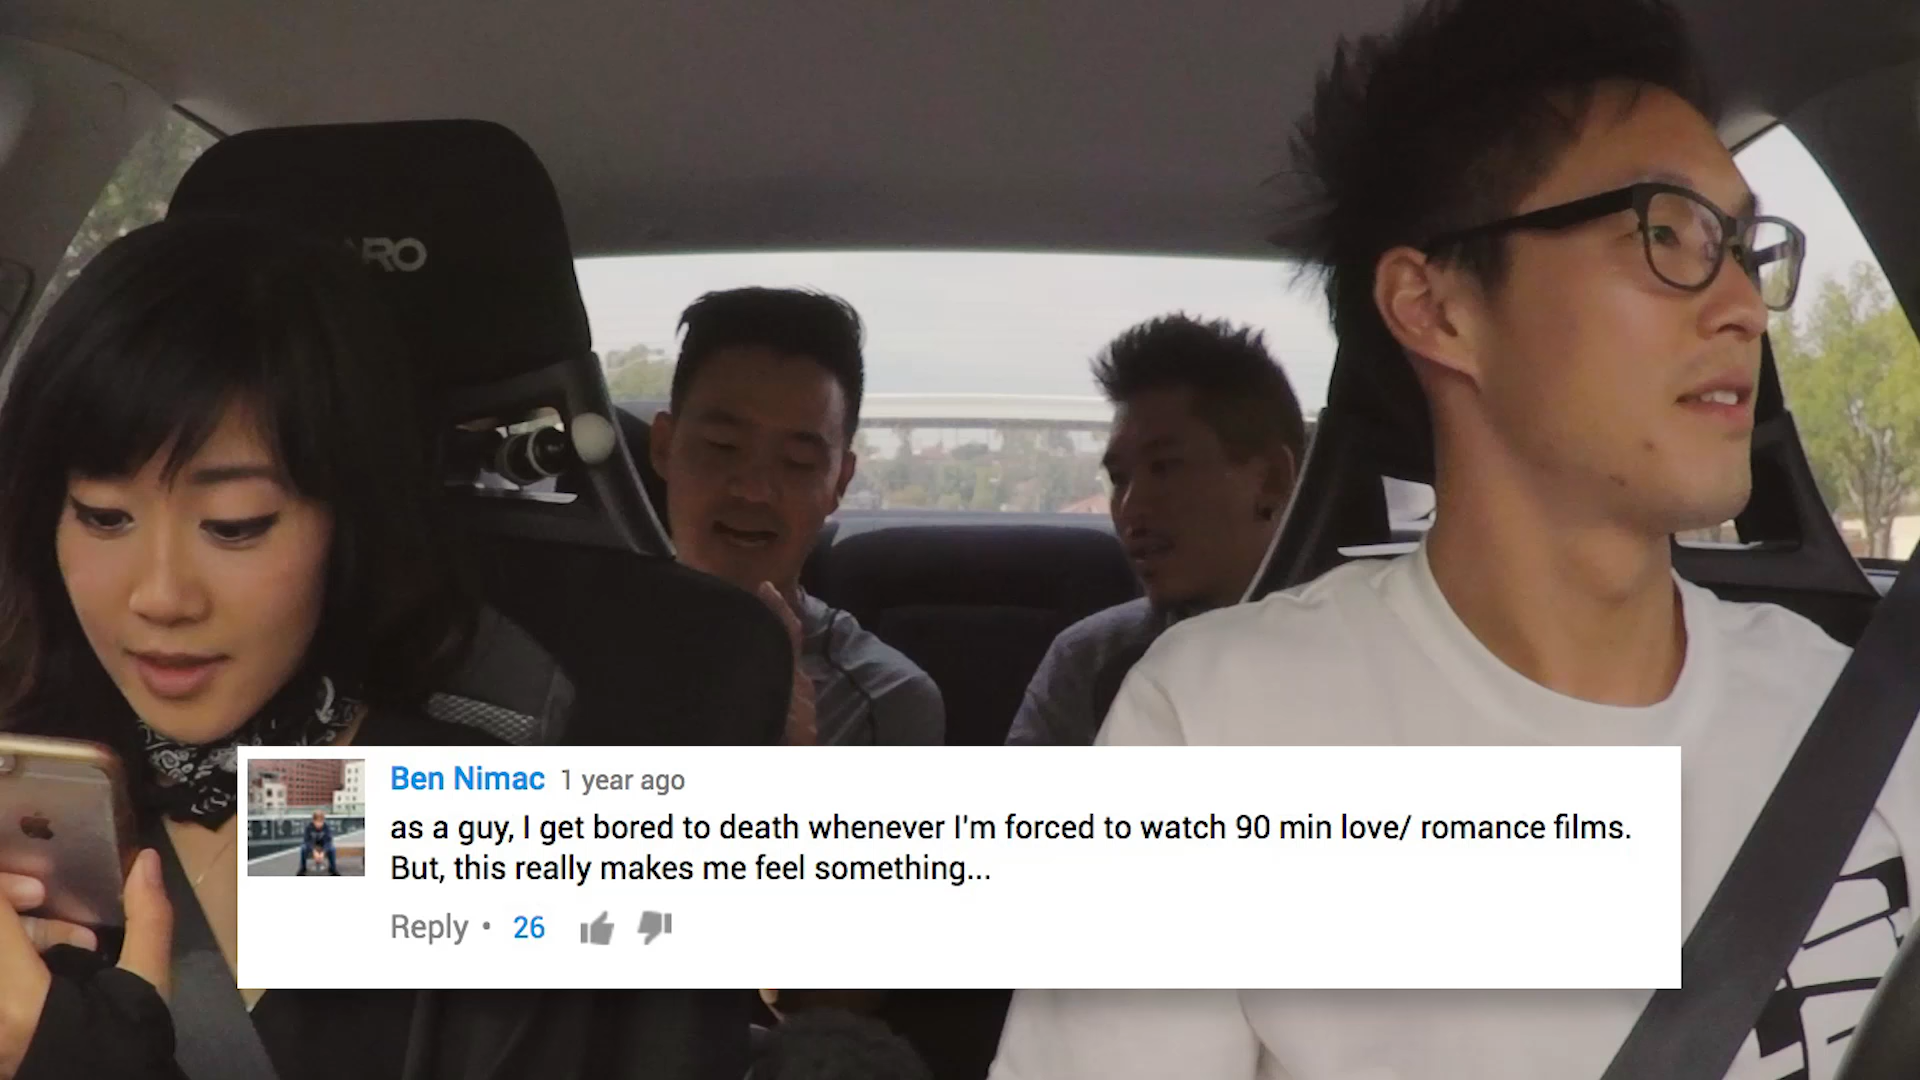 RO
Ben Nimac 1 year ago
as a guy, I get bored to death whenever I'm forced to watch 90 min love/ romance films.
But, this really makes me feel something...
Reply • 26